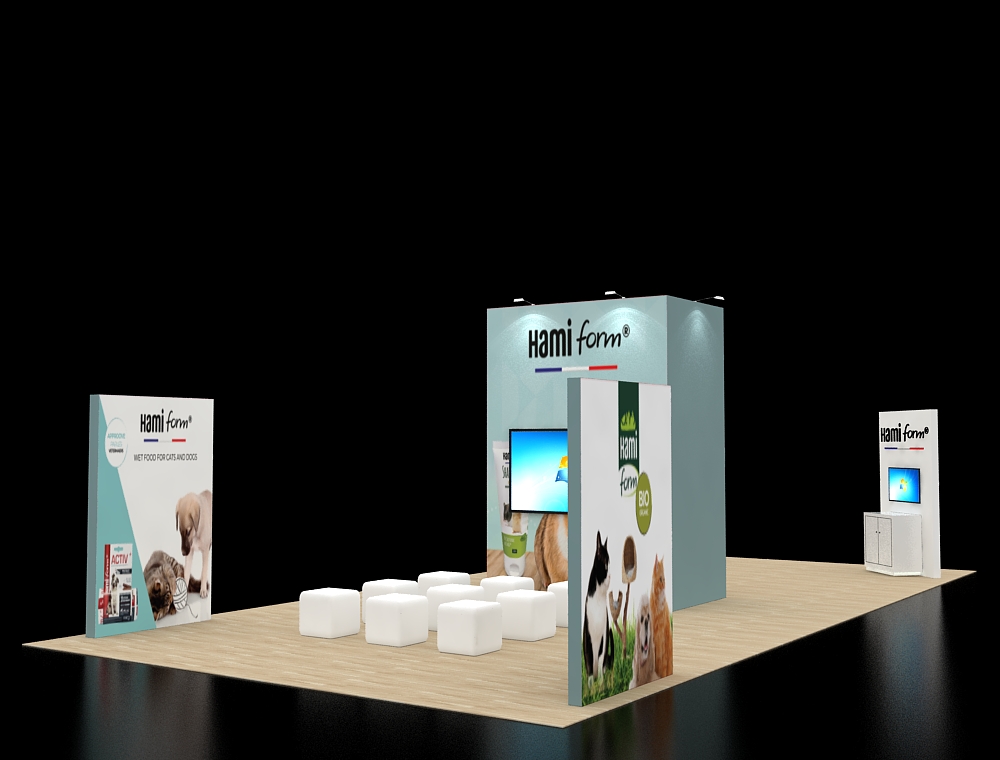 Hami form®
Hami form®
WET FOOD FOR CATS AND DOGS
ACTIV+
Hami
form
BIO
Hami form®